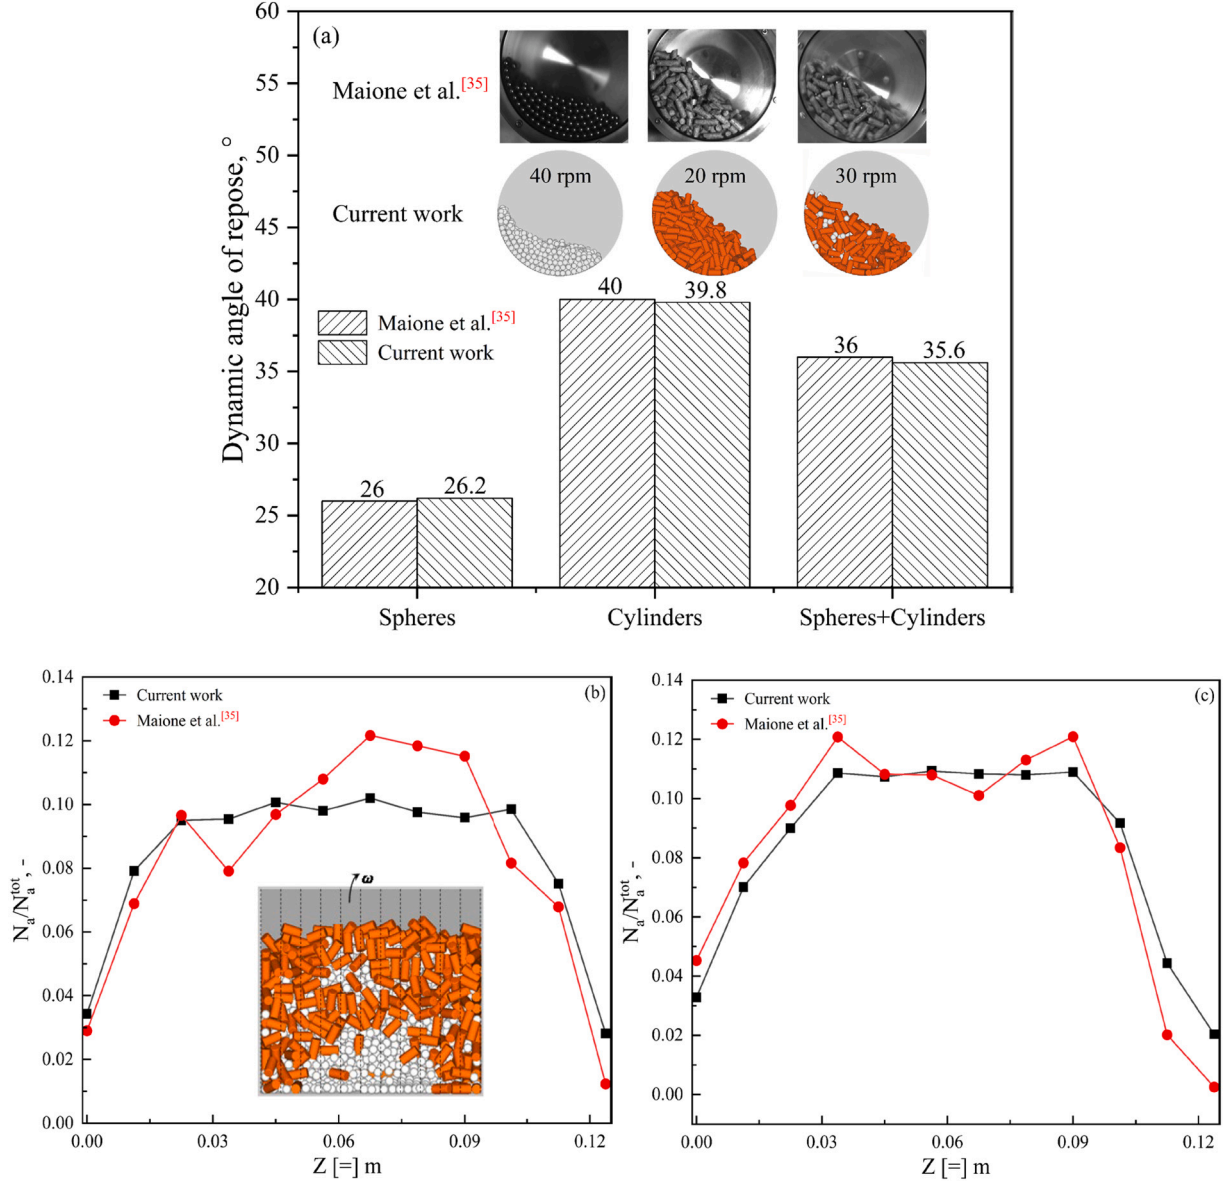 (a)
60
55
50
45
40
35
30
25
20
Dynamic angle of repose, °
Maione et al.[35]
Current work
40 rpm
20 rpm
30 rpm
Maione et al.[35]
Current work
26
26.2
40
39.8
36
35.6
Spheres
Cylinders
Spheres+Cylinders
(b)
0.14
0.12
0.10
0.08
0.06
0.04
0.02
0.00
Nₐ/Nₐᵗᵒᵗ, -
Current work
Maione et al.[35]
ω
0.00
0.03
0.06
0.09
0.12
Z [=] m
(c)
0.14
0.12
0.10
0.08
0.06
0.04
0.02
0.00
Nₐ/Nₐᵗᵒᵗ, -
Current work
Maione et al.[35]
0.00
0.03
0.06
0.09
0.12
Z [=] m